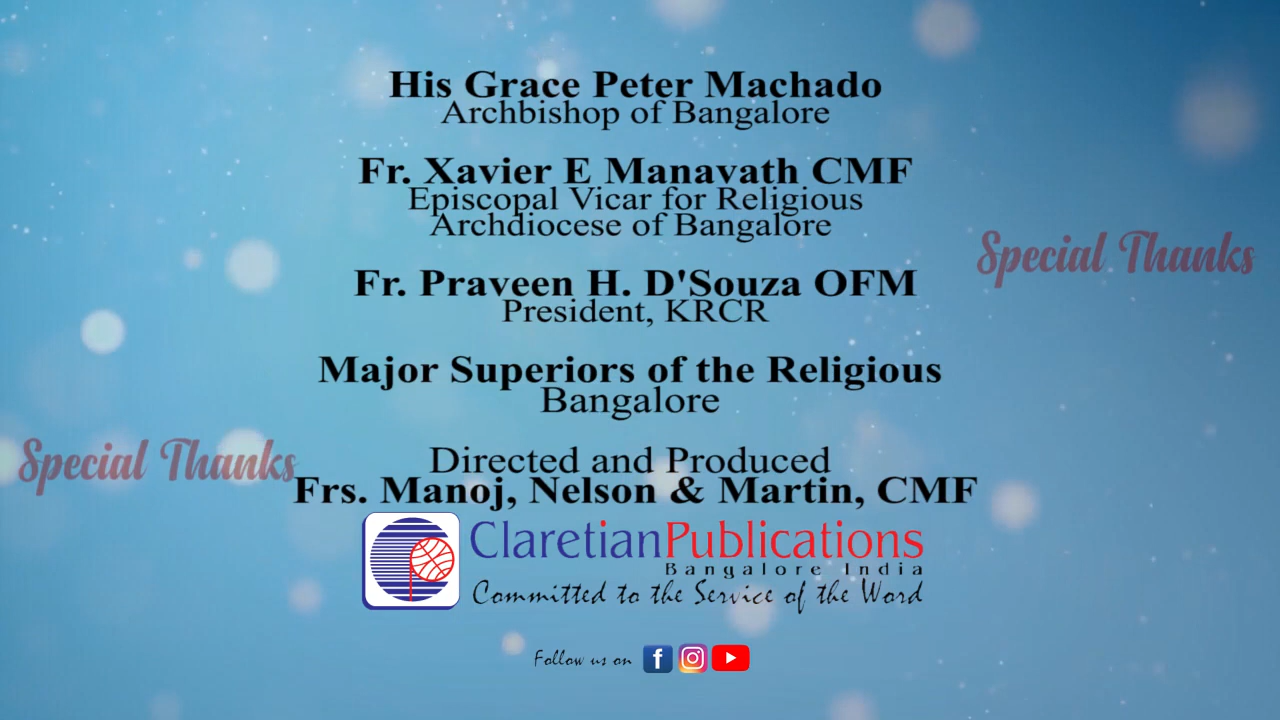 His Grace Peter Machado
Archbishop of Bangalore
Fr. Xavier E Manavath CMF
Episcopal Vicar for Religious
Archdiocese of Bangalore
Special Thanks
Fr. Praveen H. D'Souza OFM
President, KRCR
Major Superiors of the Religious
Bangalore
Special Thanks
Directed and Produced
Frs. Manoj, Nelson & Martin, CMF
ClaretianPublications
Bangalore India
Committed to the Service of the Word
Follow us on